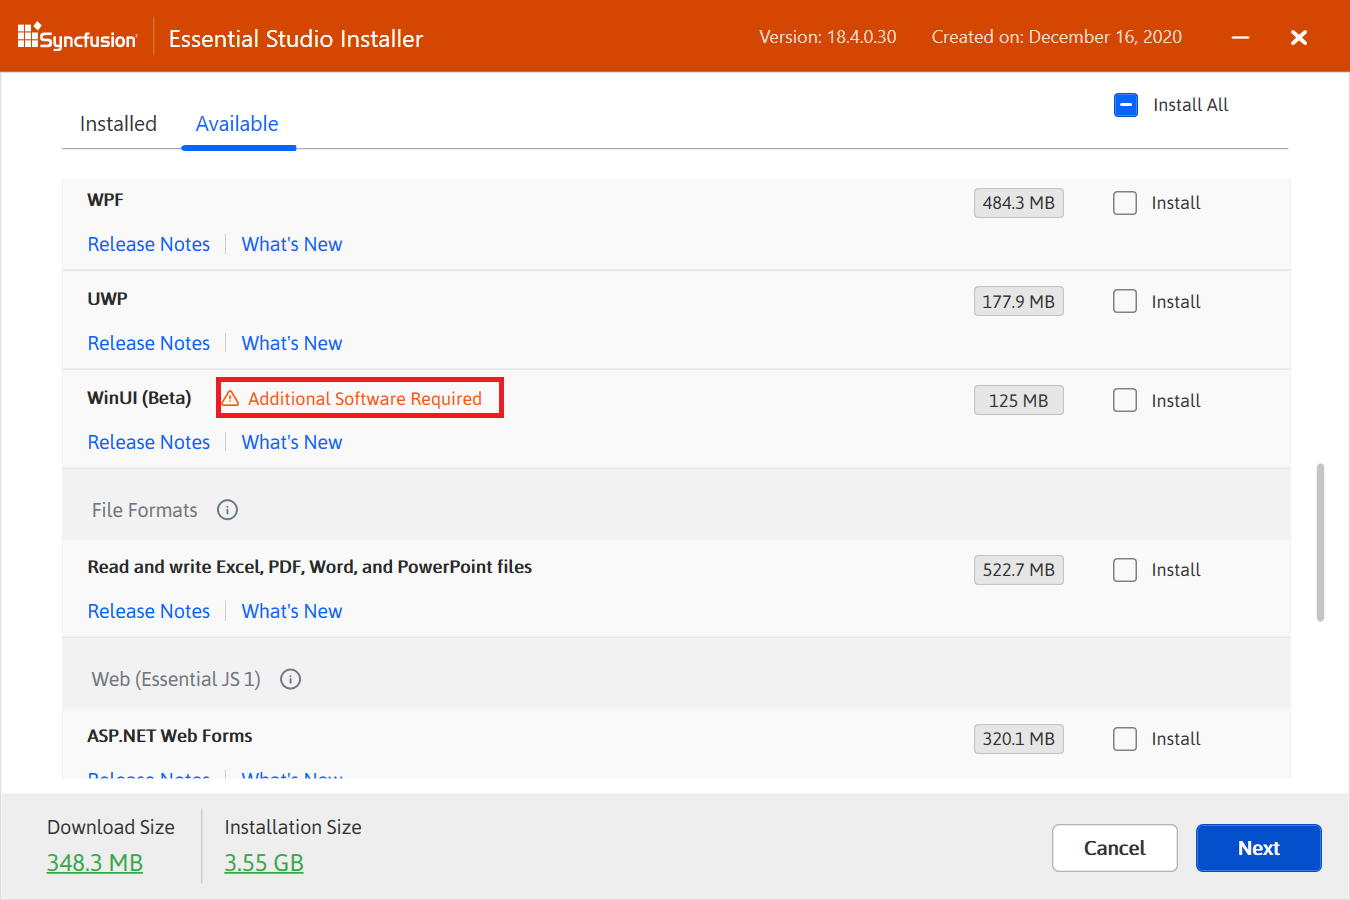 Syncfusion Essential Studio Installer Version: 18.4.0.30 Created on: December 16, 2020
Install All
Installed Available
WPF 484.3 MB Install
Release Notes What's New
UWP 177.9 MB Install
Release Notes What's New
WinUI (Beta) Additional Software Required 125 MB Install
Release Notes What's New
File Formats
Read and write Excel, PDF, Word, and PowerPoint files 522.7 MB Install
Release Notes What's New
Web (Essential JS 1)
ASP.NET Web Forms 320.1 MB Install
Release Notes What's New
Download Size Installation Size
348.3 MB 3.55 GB
Cancel Next